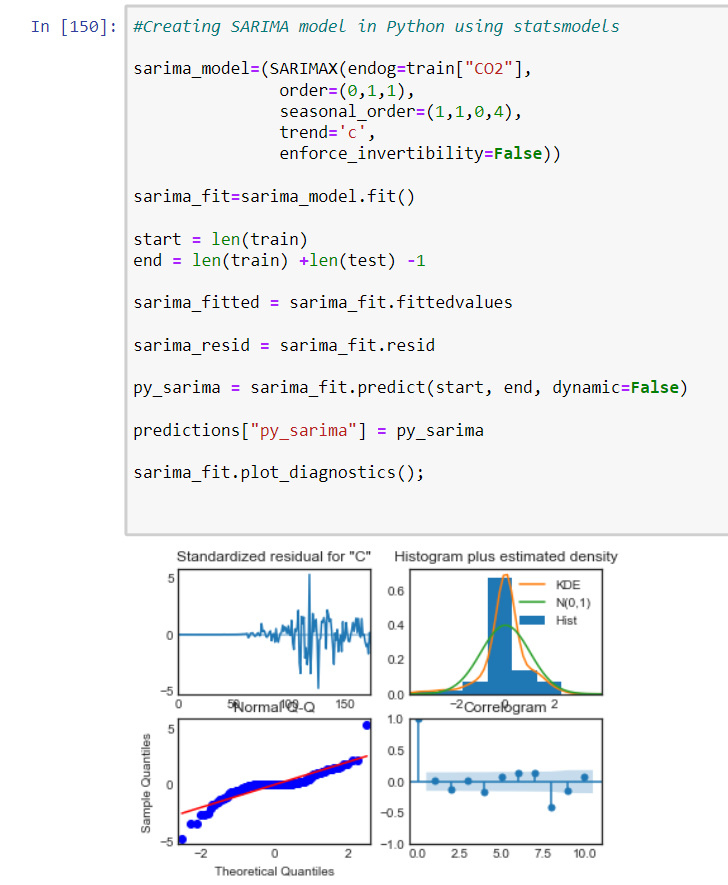 In [150]: #Creating SARIMA model in Python using statsmodels
sarima_model=(SARIMAX(endog=train["CO2"],
order=(0,1,1),
seasonal_order=(1,1,0,4),
trend='c',
enforce_invertibility=False))
sarima_fit=sarima_model.fit()
start = len(train)
end = len(train) +len(test) -1
sarima_fitted = sarima_fit.fittedvalues
sarima_resid = sarima_fit.resid
py_sarima = sarima_fit.predict(start, end, dynamic=False)
predictions["py_sarima"] = py_sarima
sarima_fit.plot_diagnostics();
Standardized residual for "C"
5
0
−5
0 50 100 150
Histogram plus estimated density
KDE
N(0,1)
Hist
0.6
0.4
0.2
0.0
−2 0 2
Normal Q-Q
Sample Quantiles
5
0
−5
−2 0 2
Theoretical Quantiles
Correlogram
1.0
0.5
0.0
−0.5
−1.0
0.0 2.5 5.0 7.5 10.0